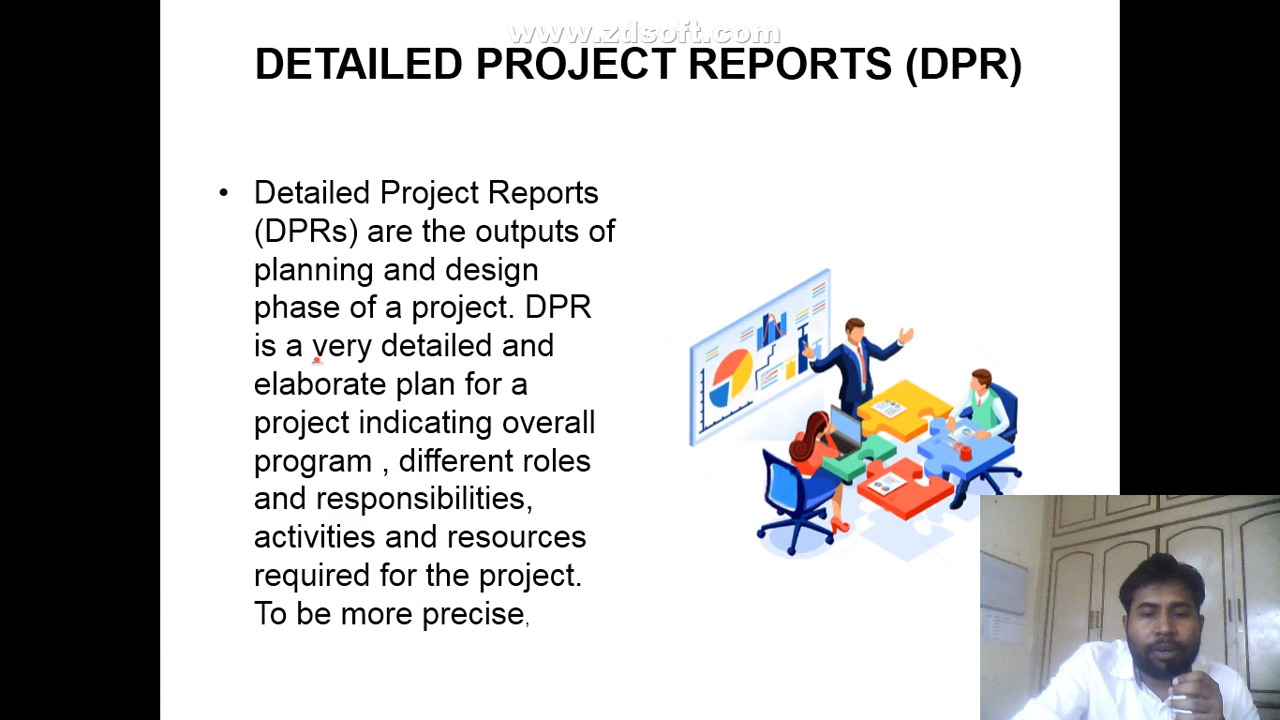 www.zdsoft.com
DETAILED PROJECT REPORTS (DPR)
• Detailed Project Reports
(DPRs) are the outputs of
planning and design
phase of a project. DPR
is a very detailed and
elaborate plan for a
project indicating overall
program , different roles
and responsibilities,
activities and resources
required for the project.
To be more precise,